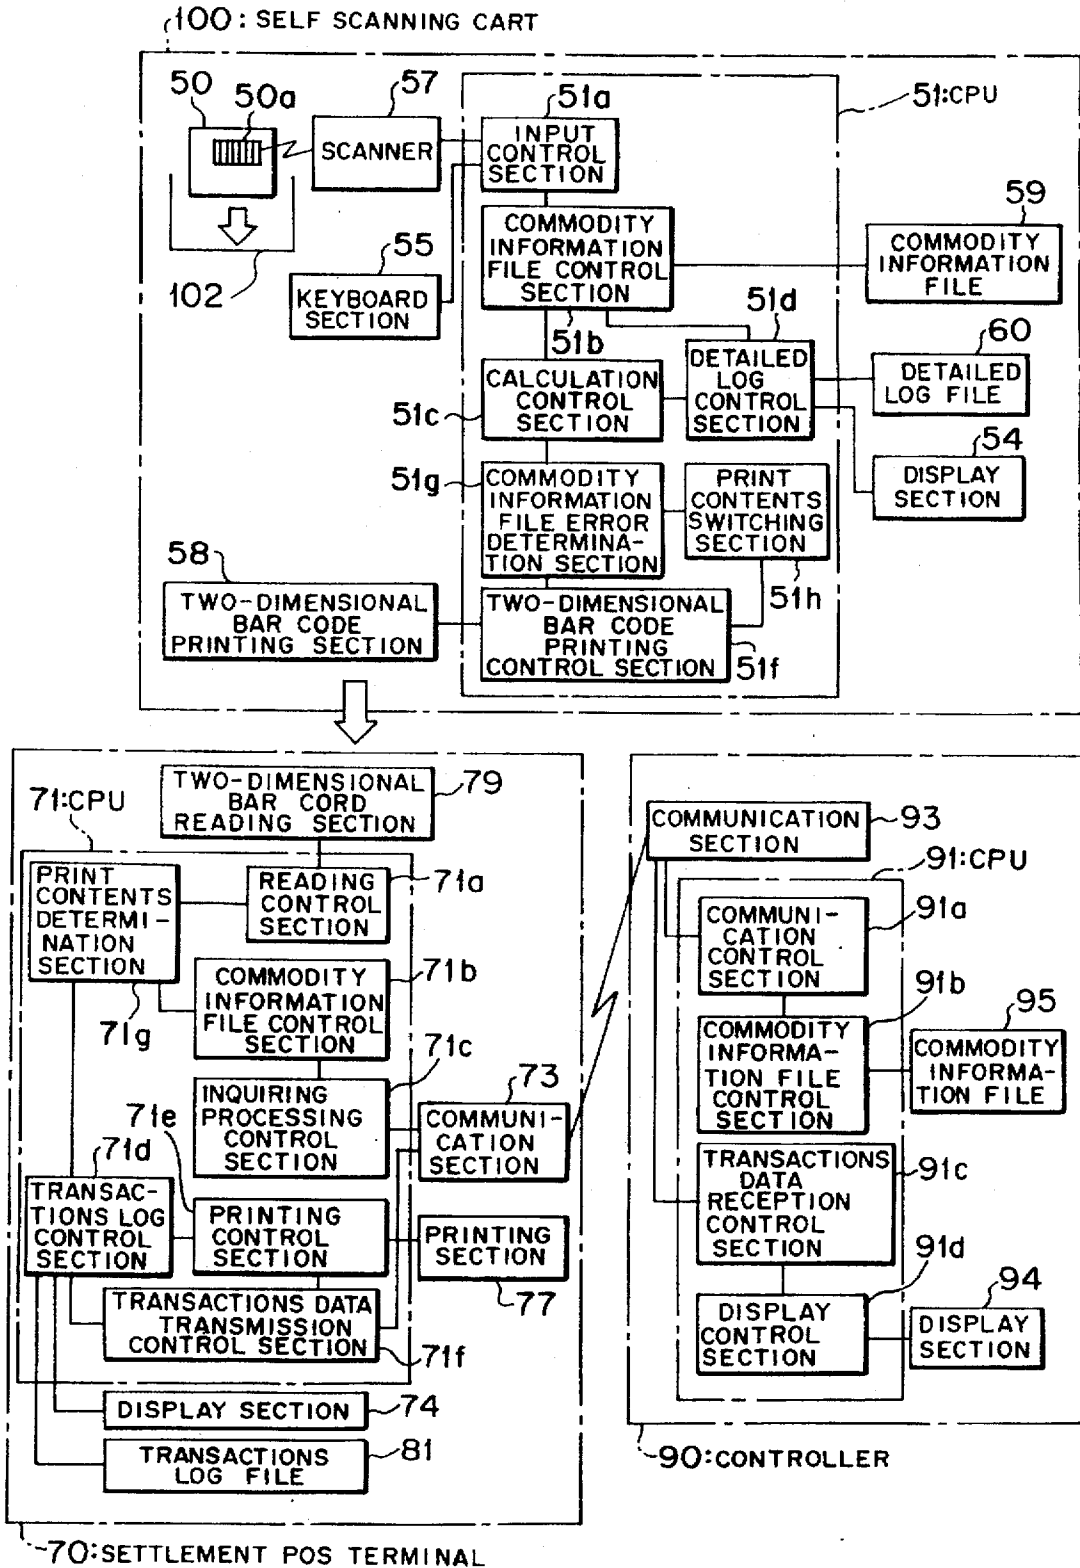 100: SELF SCANNING CART
50
50a
57
SCANNER
51a
INPUT
CONTROL
SECTION
51:CPU
102
55
KEYBOARD
SECTION
COMMODITY
INFORMATION
FILE CONTROL
SECTION
51b
59
COMMODITY
INFORMATION
FILE
51d
DETAILED
LOG
CONTROL
SECTION
60
DETAILED
LOG FILE
51c
CALCULATION
CONTROL
SECTION
54
DISPLAY
SECTION
51g
COMMODITY
INFORMATION
FILE ERROR
DETERMINA-
TION SECTION
PRINT
CONTENTS
SWITCHING
SECTION
51h
58
TWO-DIMENSIONAL
BAR CODE
PRINTING SECTION
TWO-DIMENSIONAL
BAR CODE
PRINTING
CONTROL SECTION
51f
TWO-DIMENSIONAL
BAR CORD
READING SECTION
79
71:CPU
PRINT
CONTENTS
DETERMI-
NATION
SECTION
71g
READING
CONTROL
SECTION
71a
COMMODITY
INFORMATION
FILE CONTROL
SECTION
71b
INQUIRING
PROCESSING
CONTROL
SECTION
71c
73
COMMUNI-
CATION
SECTION
71d
TRANSAC-
TIONS LOG
CONTROL
SECTION
71e
PRINTING
CONTROL
SECTION
PRINTING
SECTION
77
TRANSACTIONS DATA
TRANSMISSION
CONTROL SECTION
71f
DISPLAY SECTION
74
TRANSACTIONS
LOG FILE
81
70:SETTLEMENT POS TERMINAL
COMMUNICATION
SECTION
93
91:CPU
COMMUNI-
CATION
CONTROL
SECTION
91a
COMMODITY
INFORMA-
TION FILE
CONTROL
SECTION
91b
95
COMMODITY
INFORMA-
TION FILE
TRANSACTIONS
DATA
RECEPTION
CONTROL
SECTION
91c
DISPLAY
CONTROL
SECTION
91d
94
DISPLAY
SECTION
90:CONTROLLER